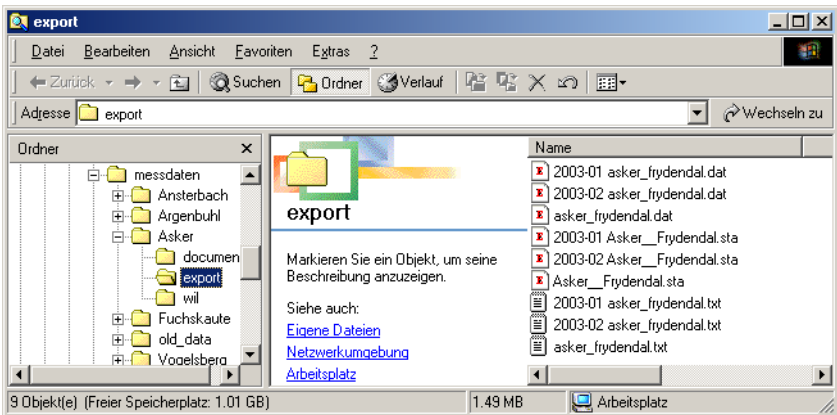 export
Datei Bearbeiten Ansicht Favoriten Extras ?
Zurück Suchen Ordner Verlauf
Adresse export Wechseln zu
Ordner
messdaten
Ansterbach
Argenbuhl
Asker
documen
export
wil
Fuchskaute
old_data
Vogelsberg
export
Markieren Sie ein Objekt, um seine
Beschreibung anzuzeigen.
Siehe auch:
Eigene Dateien
Netzwerkumgebung
Arbeitsplatz
Name
2003-01 asker_frydendal.dat
2003-02 asker_frydendal.dat
asker_frydendal.dat
2003-01 Asker__Frydendal.sta
2003-02 Asker__Frydendal.sta
Asker__Frydendal.sta
2003-01 asker_frydendal.txt
2003-02 asker_frydendal.txt
asker_frydendal.txt
9 Objekt(e) (Freier Speicherplatz: 1.01 GB) 1.49 MB Arbeitsplatz